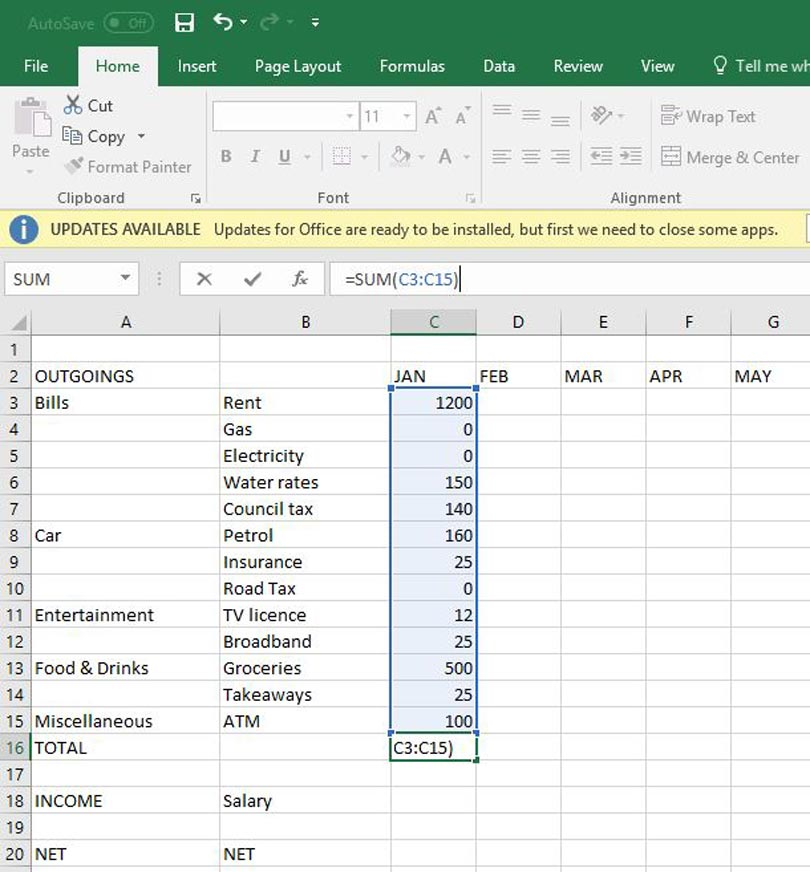 AutoSave Off
File Home Insert Page Layout Formulas Data Review View Tell me wh
Cut
Copy
Format Painter
Paste
11 A A
B I U A
Wrap Text
Merge & Center
Clipboard Font Alignment
UPDATES AVAILABLE Updates for Office are ready to be installed, but first we need to close some apps.
SUM fx =SUM(C3:C15)
A B C D E F G
1
2 OUTGOINGS JAN FEB MAR APR MAY
3 Bills Rent 1200
4 Gas 0
5 Electricity 0
6 Water rates 150
7 Council tax 140
8 Car Petrol 160
9 Insurance 25
10 Road Tax 0
11 Entertainment TV licence 12
12 Broadband 25
13 Food & Drinks Groceries 500
14 Takeaways 25
15 Miscellaneous ATM 100
16 TOTAL C3:C15)
17
18 INCOME Salary
19
20 NET NET